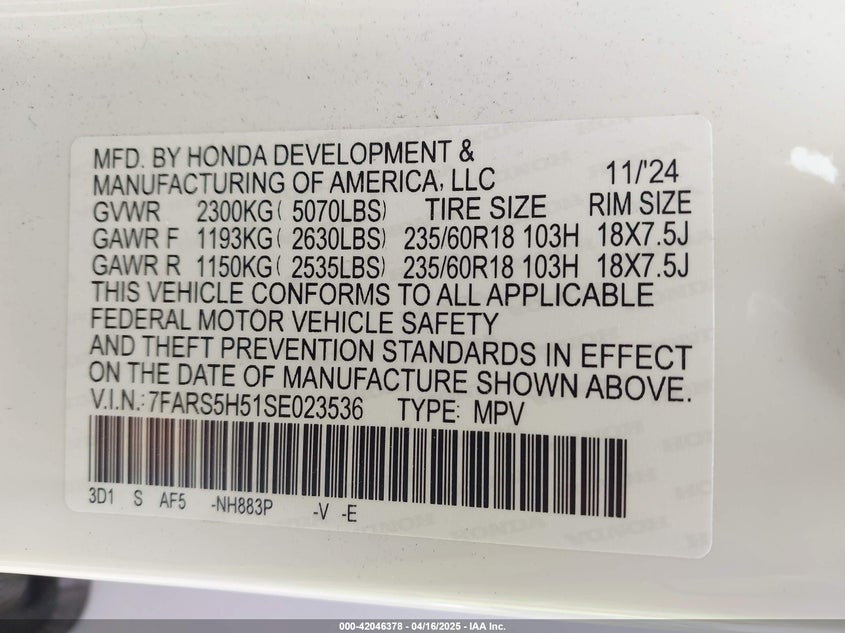 MFD. BY HONDA DEVELOPMENT &
MANUFACTURING OF AMERICA, LLC 11/'24
GVWR 2300KG( 5070LBS) TIRE SIZE RIM SIZE
GAWR F 1193KG( 2630LBS) 235/60R18 103H 18X7.5J
GAWR R 1150KG( 2535LBS) 235/60R18 103H 18X7.5J
THIS VEHICLE CONFORMS TO ALL APPLICABLE
FEDERAL MOTOR VEHICLE SAFETY
AND THEFT PREVENTION STANDARDS IN EFFECT
ON THE DATE OF MANUFACTURE SHOWN ABOVE.
V.I.N.:7FARS5H51SE023536 TYPE: MPV
3D1 S AF5 -NH883P -V -E
000-42046378 - 04/16/2025 - IAA Inc.